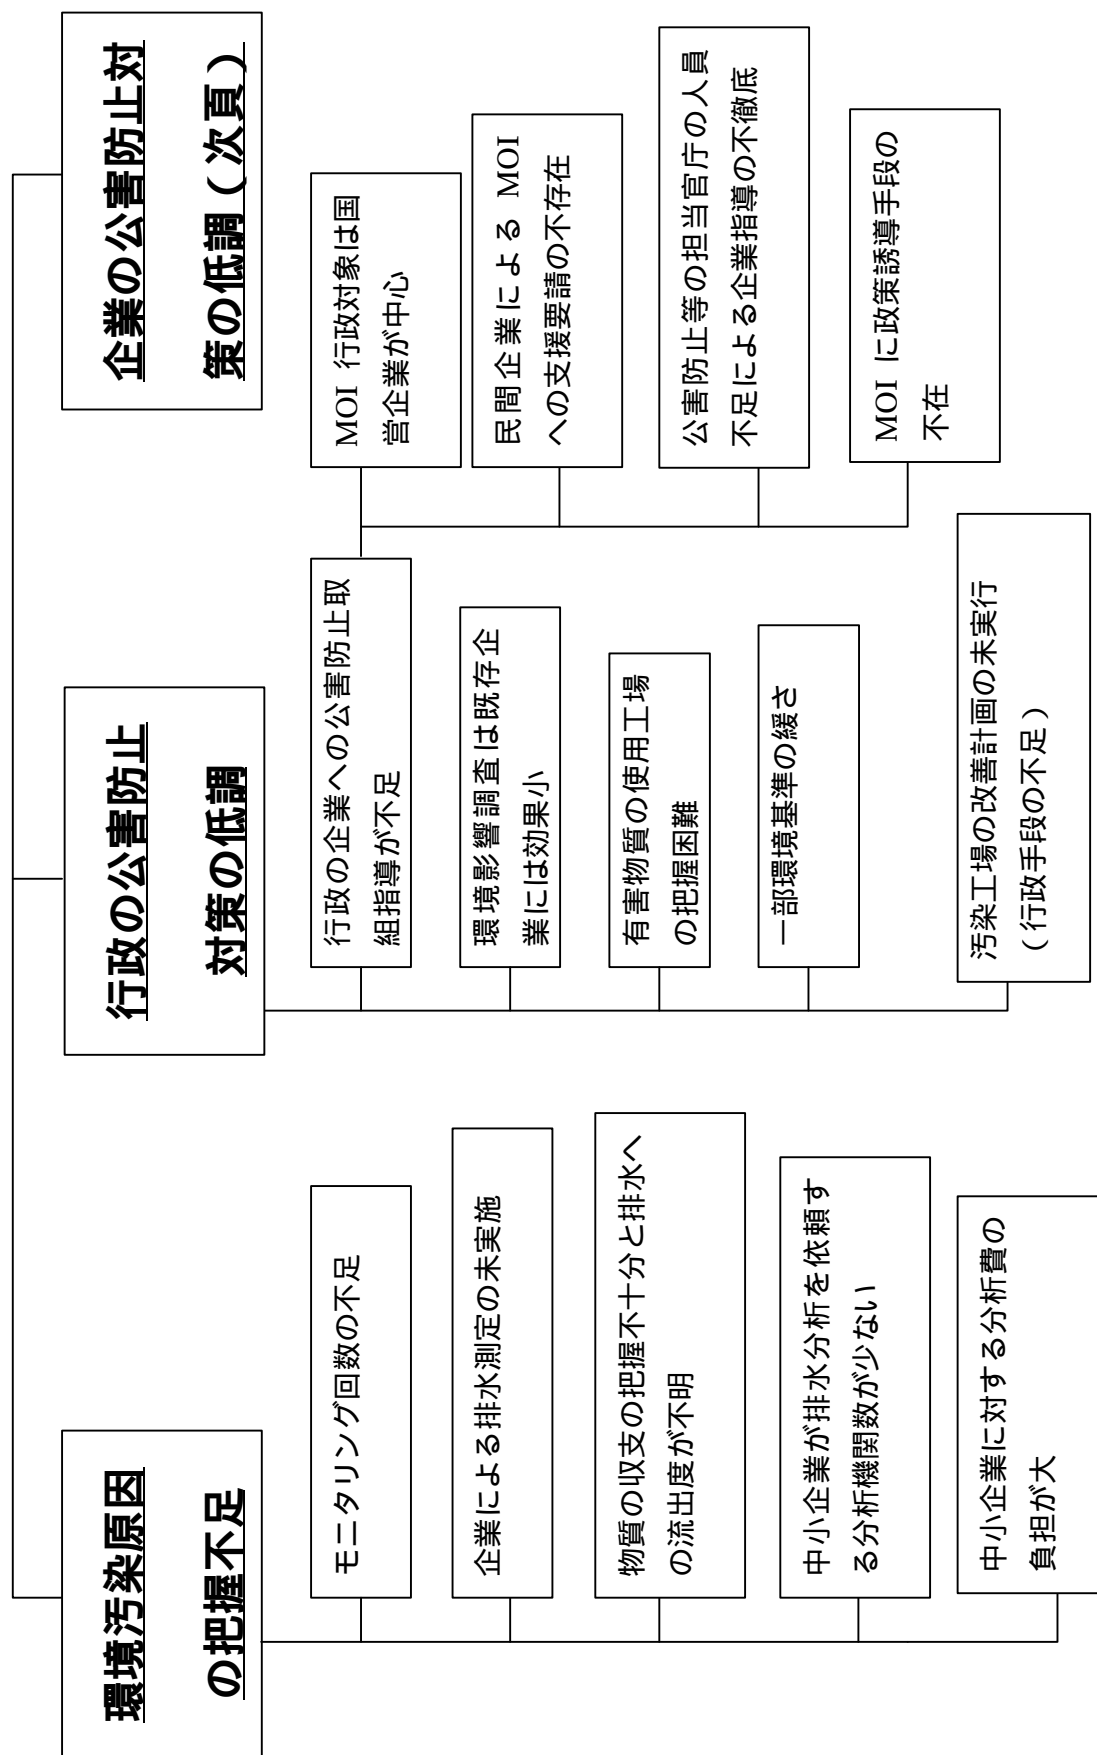 環境汚染原因
の把握不足
モニタリング回数の不足
企業による排水測定の未実施
物質の収支の把握不十分と排水へ
の流出度が不明
中小企業が排水分析を依頼す
る分析機関数が少ない
中小企業に対する分析費の
負担が大
行政の公害防止
対策の低調
行政の企業への公害防止取
組指導が不足
環境影響調査は既存企
業には効果小
有害物質の使用工場
の把握困難
一部環境基準の緩さ
汚染工場の改善計画の未実行
(行政手段の不足)
MOI 行政対象は国
営企業が中心
民間企業による MOI
への支援要請の不存在
公害防止等の担当官庁の人員
不足による企業指導の不徹底
MOI に政策誘導手段の
不在
企業の公害防止対
策の低調(次頁)